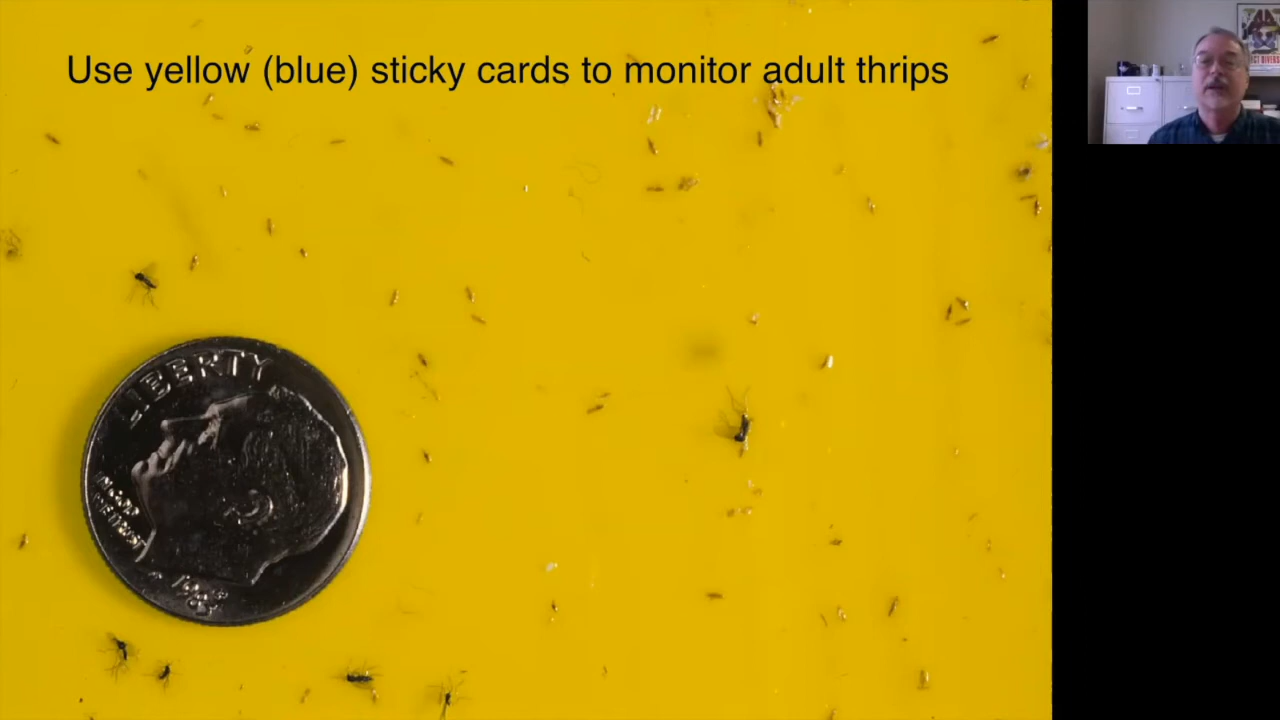 Use yellow (blue) sticky cards to monitor adult thrips
LIBERTY
IN GOD
WE TRUST